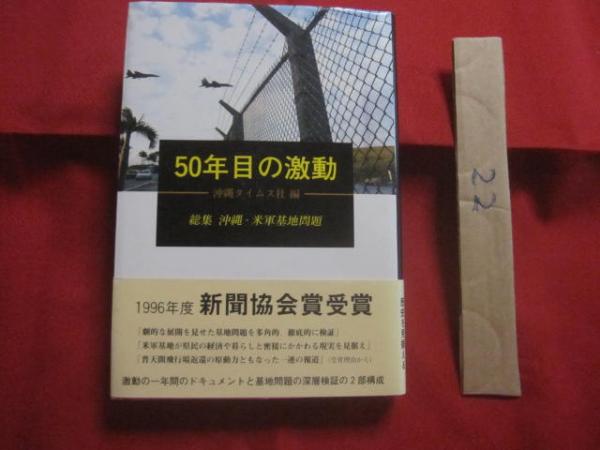 50年目の激動
沖縄タイムス社 編
総集 沖縄・米軍基地問題
1996年度 新聞協会賞受賞
「劇的な展開を見せた基地問題を多角的、徹底的に検証」
「米軍基地が県民の経済や暮らしと密接にかかわる現実を見据え」
「普天間飛行場返還の原動力ともなった一連の報道」(受賞理由から)
激動の一年間のドキュメントと基地問題の深層検証の2部構成
22